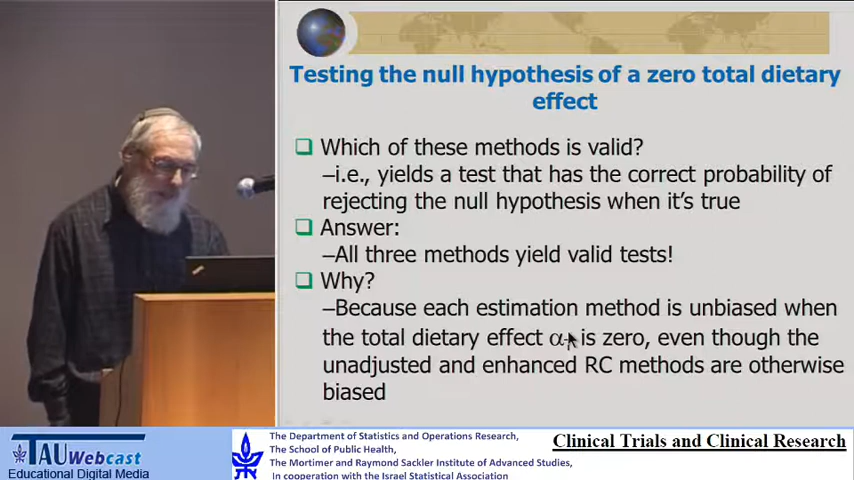 Testing the null hypothesis of a zero total dietary
effect
Which of these methods is valid?
–i.e., yields a test that has the correct probability of
rejecting the null hypothesis when it's true
Answer:
–All three methods yield valid tests!
Why?
–Because each estimation method is unbiased when
the total dietary effect α is zero, even though the
unadjusted and enhanced RC methods are otherwise
biased
TAU Webcast
Educational Digital Media
The Department of Statistics and Operations Research,
The School of Public Health,
The Mortimer and Raymond Sackler Institute of Advanced Studies,
In cooperation with the Israel Statistical Association
Clinical Trials and Clinical Research